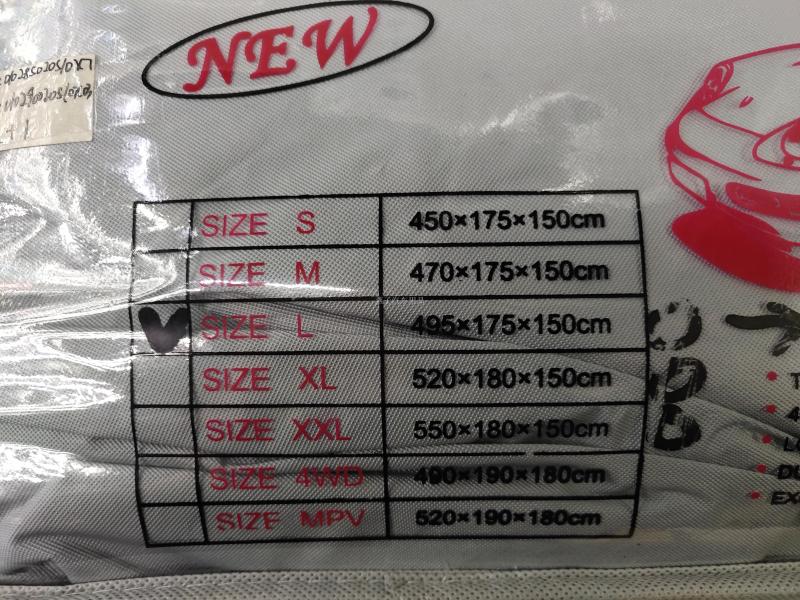 NEW
SIZE S 450×175×150cm
SIZE M 470×175×150cm
SIZE L 495×175×150cm
SIZE XL 520×180×150cm
SIZE XXL 550×180×150cm
SIZE 4WD 490×190×180cm
SIZE MPV 520×190×180cm